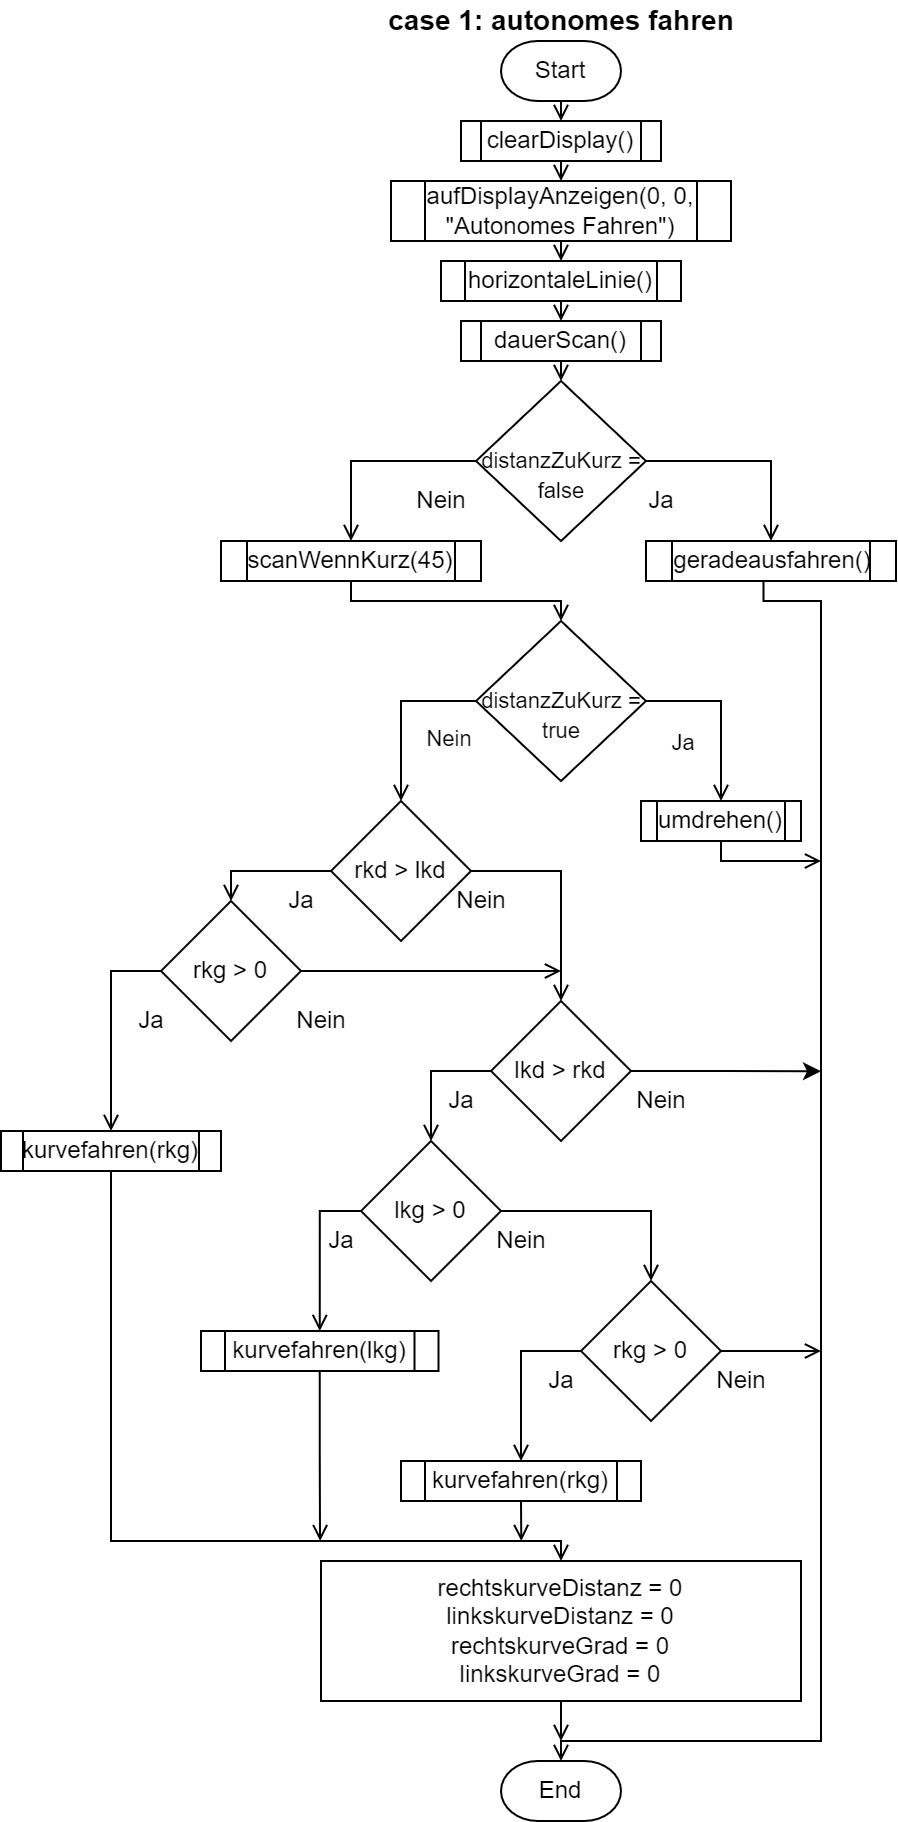 case 1: autonomes fahren
Start
clearDisplay()
aufDisplayAnzeigen(0, 0,
"Autonomes Fahren")
horizontaleLinie()
dauerScan()
distanzZuKurz =
false
Nein
Ja
scanWennKurz(45)
geradeausfahren()
distanzZuKurz =
true
Nein
Ja
umdrehen()
rkd > lkd
Ja
Nein
rkg > 0
Ja
Nein
lkd > rkd
Ja
Nein
kurvefahren(rkg)
lkg > 0
Ja
Nein
kurvefahren(lkg)
rkg > 0
Ja
Nein
kurvefahren(rkg)
rechtskurveDistanz = 0
linkskurveDistanz = 0
rechtskurveGrad = 0
linkskurveGrad = 0
End